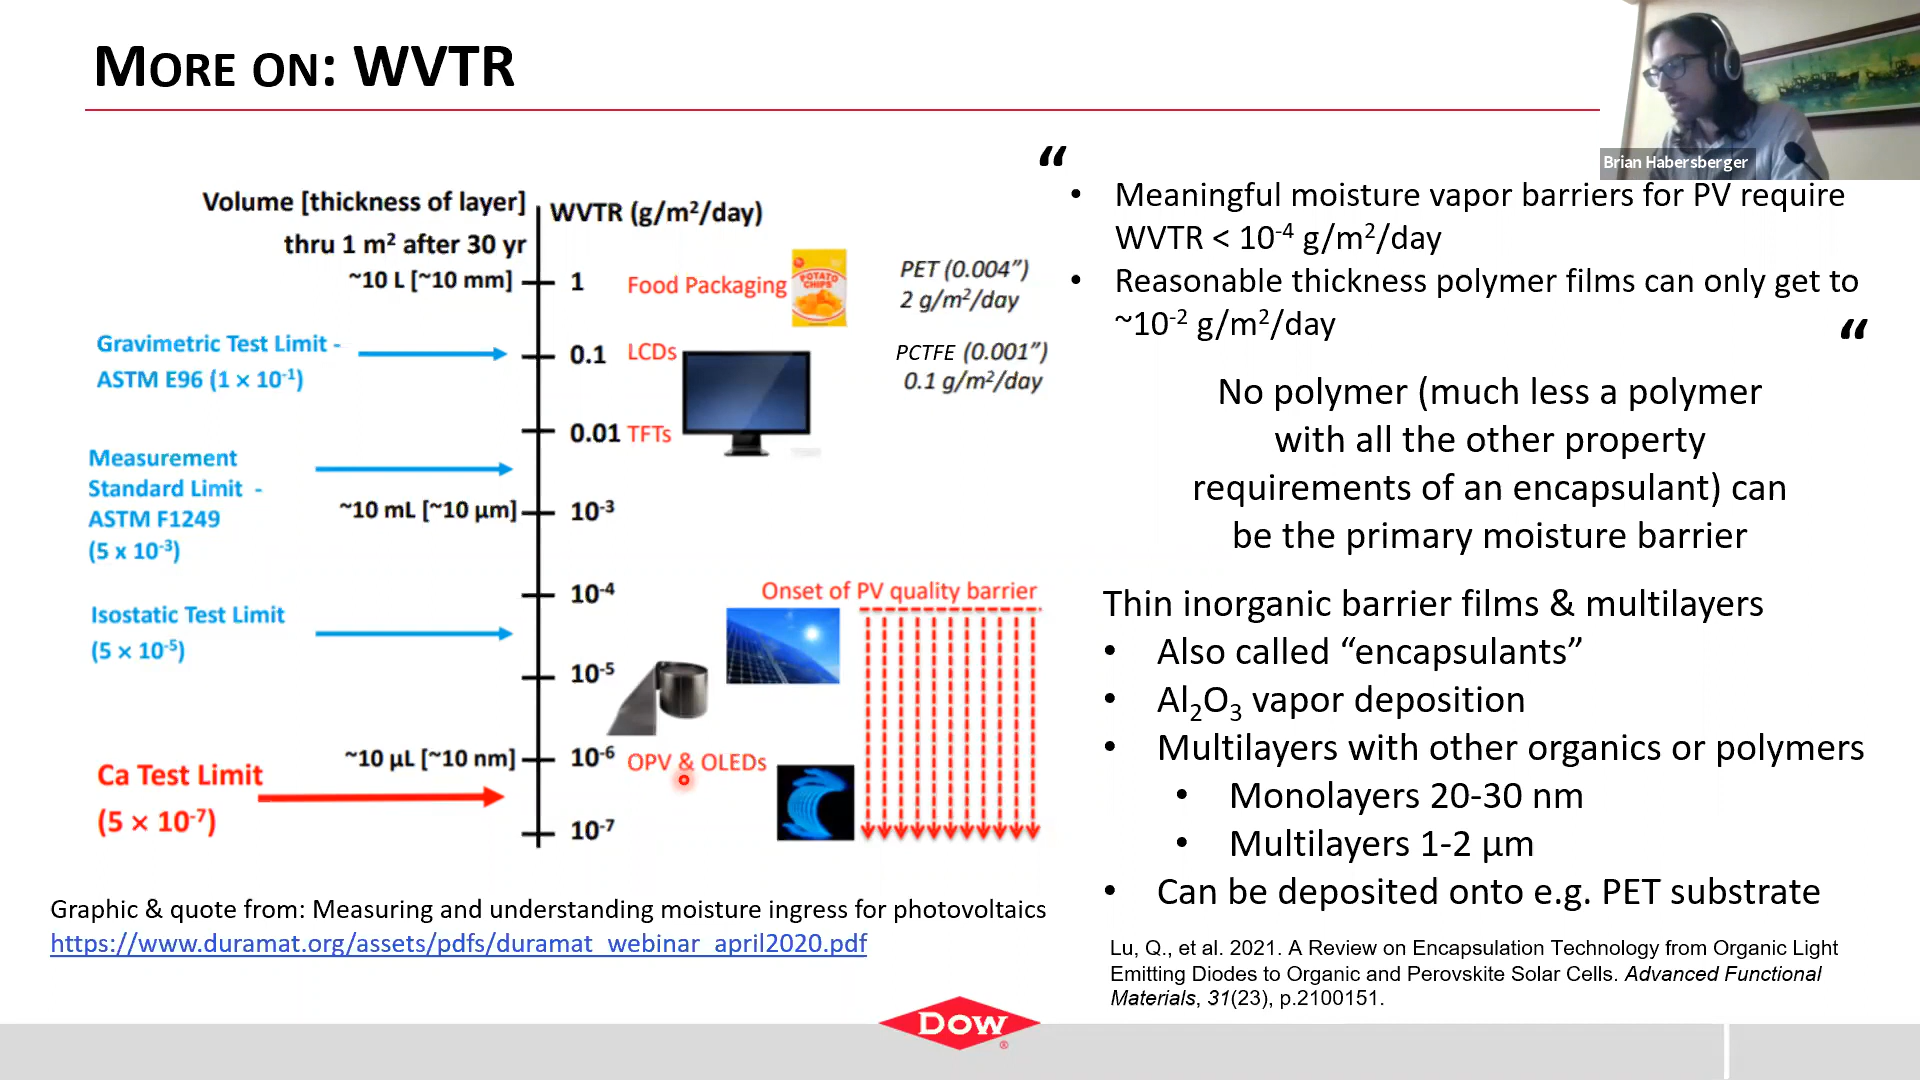 MORE ON: WVTR
Brian Habersberger
Volume [thickness of layer]
thru 1 m² after 30 yr
WVTR (g/m²/day)
~10 L [~10 mm]
1
Food Packaging
POTATO
CHIPS
PET (0.004″)
2 g/m²/day
Gravimetric Test Limit -
ASTM E96 (1 × 10⁻¹)
0.1
LCDs
PCTFE (0.001″)
0.1 g/m²/day
0.01
TFTs
Measurement
Standard Limit -
ASTM F1249
(5 x 10⁻³)
~10 mL [~10 µm]
10⁻³
10⁻⁴
Onset of PV quality barrier
Isostatic Test Limit
(5 × 10⁻⁵)
10⁻⁵
~10 µL [~10 nm]
10⁻⁶
OPV & OLEDs
Ca Test Limit
(5 × 10⁻⁷)
10⁻⁷
Graphic & quote from: Measuring and understanding moisture ingress for photovoltaics
https://www.duramat.org/assets/pdfs/duramat_webinar_april2020.pdf
“
• Meaningful moisture vapor barriers for PV require
WVTR < 10⁻⁴ g/m²/day
• Reasonable thickness polymer films can only get to
~10⁻² g/m²/day
“
No polymer (much less a polymer
with all the other property
requirements of an encapsulant) can
be the primary moisture barrier
Thin inorganic barrier films & multilayers
• Also called “encapsulants”
• Al₂O₃ vapor deposition
• Multilayers with other organics or polymers
• Monolayers 20-30 nm
• Multilayers 1-2 µm
• Can be deposited onto e.g. PET substrate
Lu, Q., et al. 2021. A Review on Encapsulation Technology from Organic Light
Emitting Diodes to Organic and Perovskite Solar Cells. Advanced Functional
Materials, 31(23), p.2100151.
DOW
®